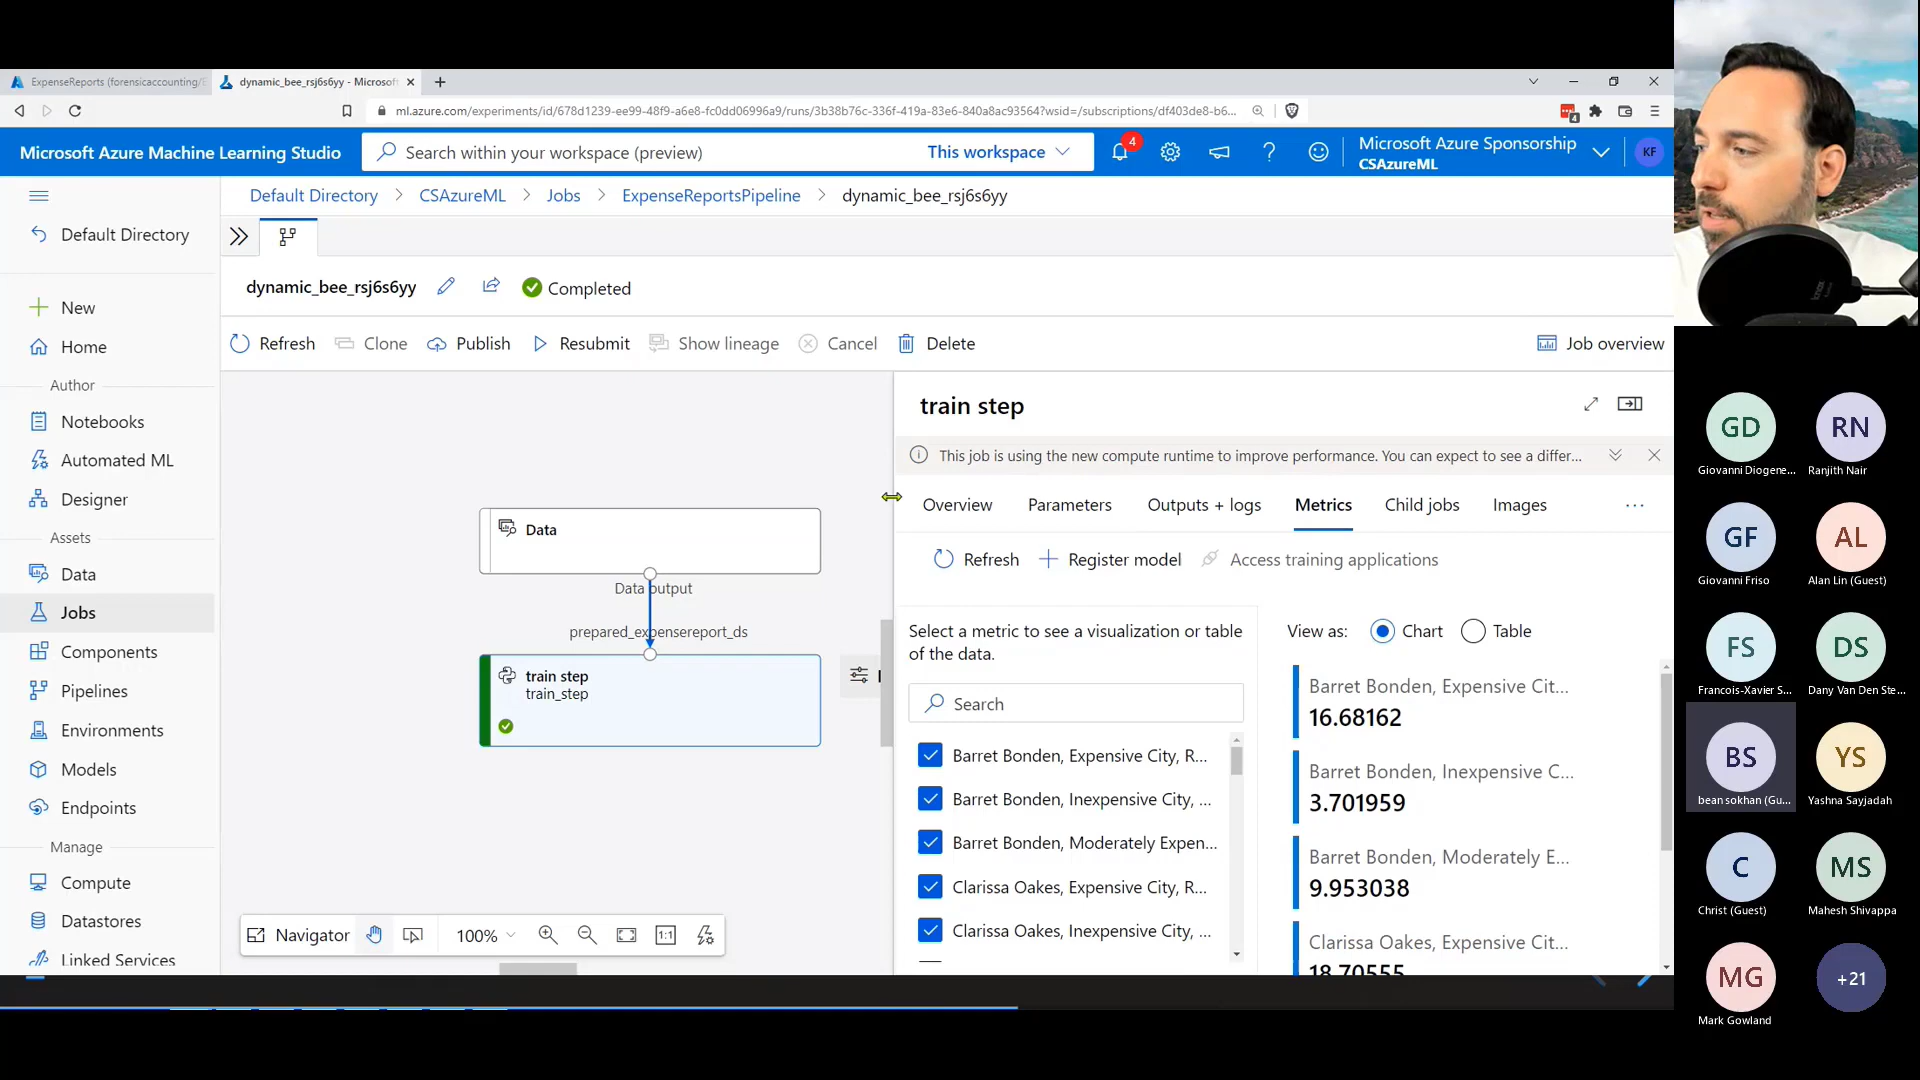 ExpenseReports (forensicaccounting/
dynamic_bee_rsj6s6yy - Microsoft
ml.azure.com/experiments/id/678d1239-ee99-48f9-a6e8-fc0dd06996a9/runs/3b38b76c-336f-419a-83e6-840a8ac93564?wsid=/subscriptions/df403de8-b6...
4
Microsoft Azure Machine Learning Studio
Search within your workspace (preview)
This workspace
4
Microsoft Azure Sponsorship
CSAzureML
KF
Default Directory
CSAzureML
Jobs
ExpenseReportsPipeline
dynamic_bee_rsj6s6yy
Default Directory
New
Home
Author
Notebooks
Automated ML
Designer
Assets
Data
Jobs
Components
Pipelines
Environments
Models
Endpoints
Manage
Compute
Datastores
Linked Services
dynamic_bee_rsj6s6yy
Completed
Refresh
Clone
Publish
Resubmit
Show lineage
Cancel
Delete
Job overview
Data
Data output
prepared_expensereport_ds
train step
train_step
Navigator
100%
1:1
train step
This job is using the new compute runtime to improve performance. You can expect to see a differ...
Overview
Parameters
Outputs + logs
Metrics
Child jobs
Images
...
Refresh
Register model
Access training applications
Select a metric to see a visualization or table
of the data.
Search
Barret Bonden, Expensive City, R...
Barret Bonden, Inexpensive City, ...
Barret Bonden, Moderately Expen...
Clarissa Oakes, Expensive City, R...
Clarissa Oakes, Inexpensive City, ...
View as:
Chart
Table
Barret Bonden, Expensive Cit...
16.68162
Barret Bonden, Inexpensive C...
3.701959
Barret Bonden, Moderately E...
9.953038
Clarissa Oakes, Expensive Cit...
18.70555
GD
Giovanni Diogene...
RN
Ranjith Nair
GF
Giovanni Friso
AL
Alan Lin (Guest)
FS
Francois-Xavier S...
DS
Dany Van Den Ste...
BS
bean sokhan (Gu...
YS
Yashna Sayjadah
C
Christ (Guest)
MS
Mahesh Shivappa
MG
Mark Gowland
+21